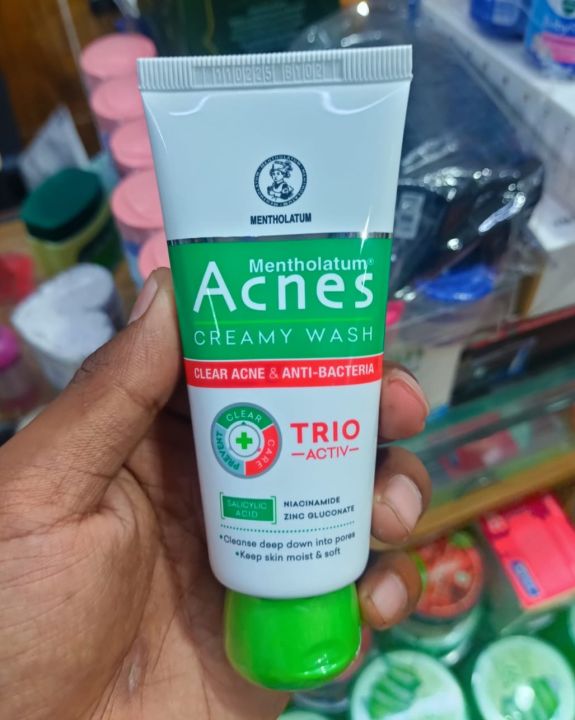 MENTHOLATUM
Mentholatum®
Acnes
CREAMY WASH
CLEAR ACNE & ANTI-BACTERIA
CLEAR
CARE
PREVENT
TRIO
ACTIV
SALICYLIC
ACID
NIACINAMIDE
ZINC GLUCONATE
•Cleanse deep down into pores
•Keep skin moist & soft